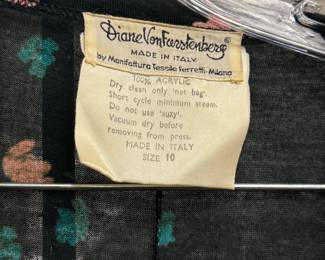 Diane Von Furstenberg
MADE IN ITALY
by Manifattura Tessile Ferretti-Milano
100% ACRYLIC
Dry clean only 'net bag'.
Short cycle minimum steam.
Do not use 'suzy'.
Vacuum dry before
removing from press.
MADE IN ITALY
SIZE 10